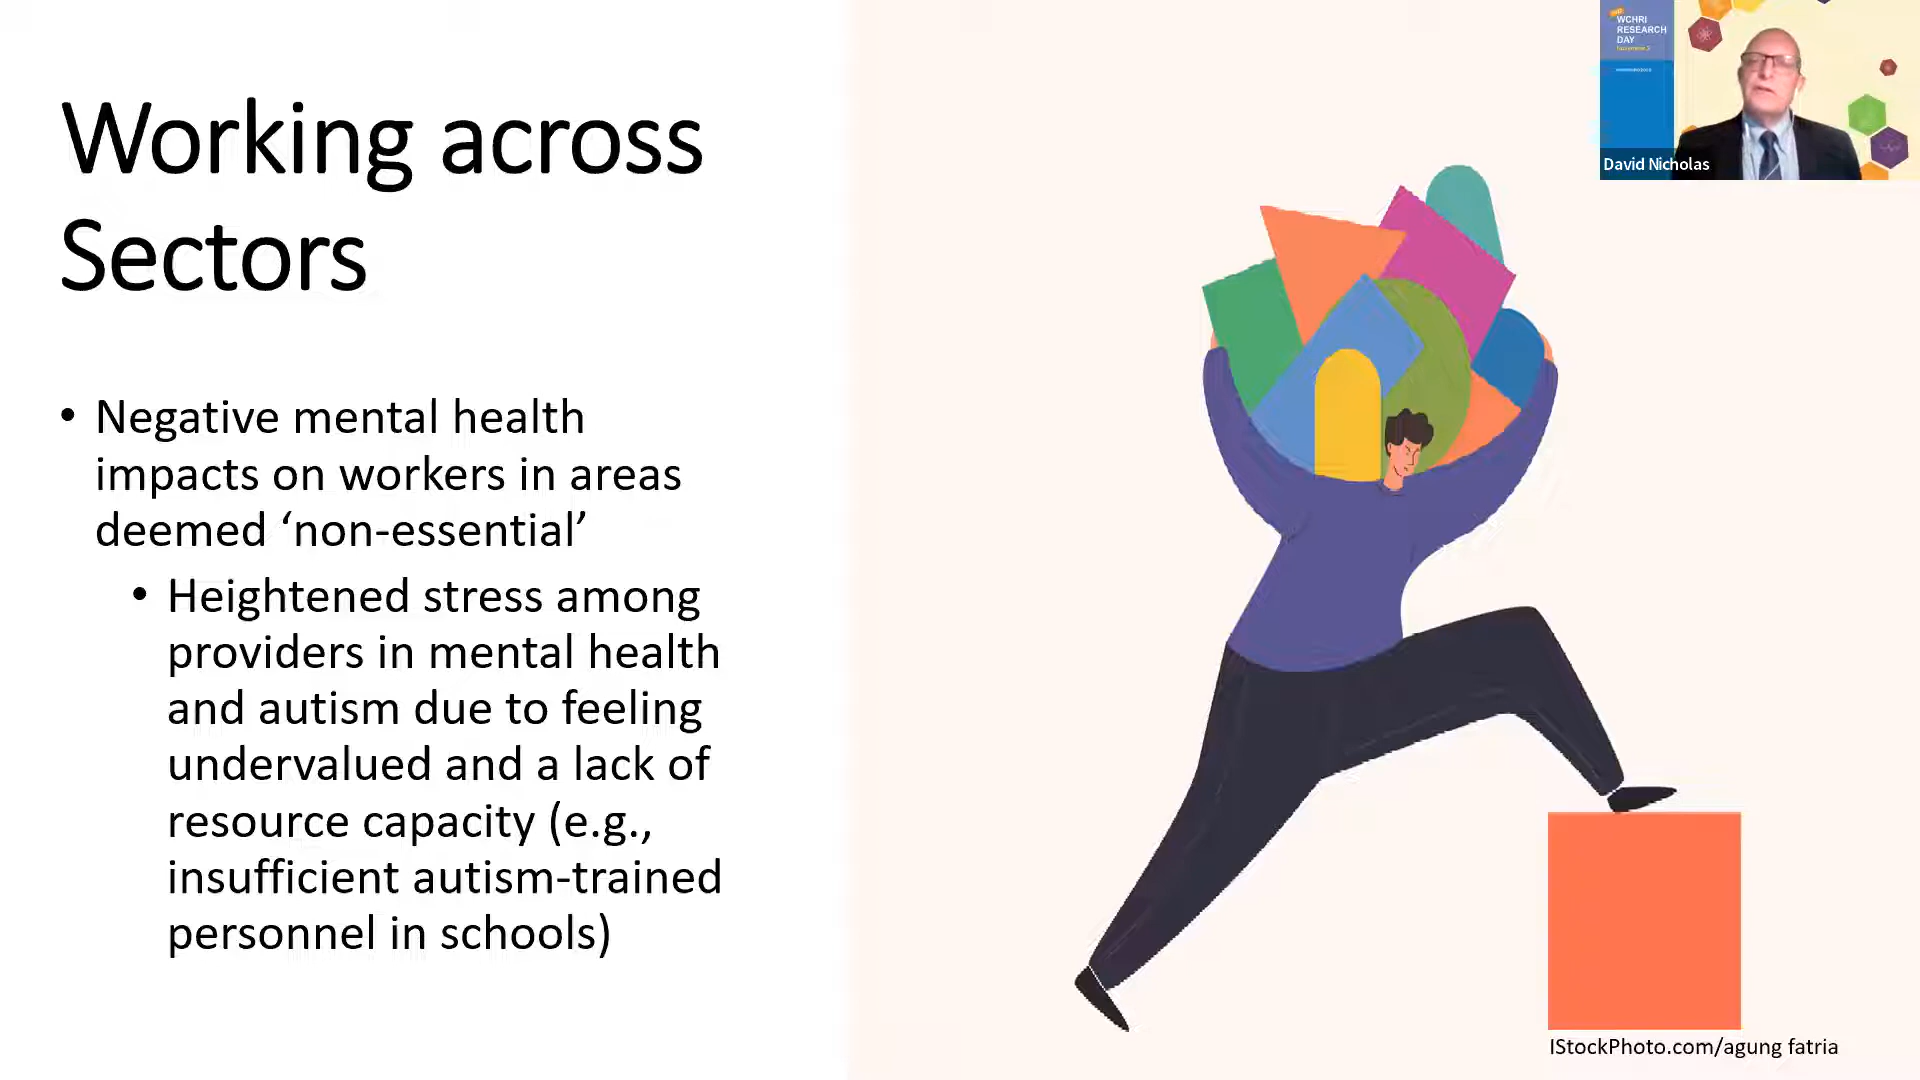 Working across
Sectors
• Negative mental health
impacts on workers in areas
deemed ‘non-essential’
• Heightened stress among
providers in mental health
and autism due to feeling
undervalued and a lack of
resource capacity (e.g.,
insufficient autism-trained
personnel in schools)
WCHRI
RESEARCH
DAY
David Nicholas
IStockPhoto.com/agung fatria